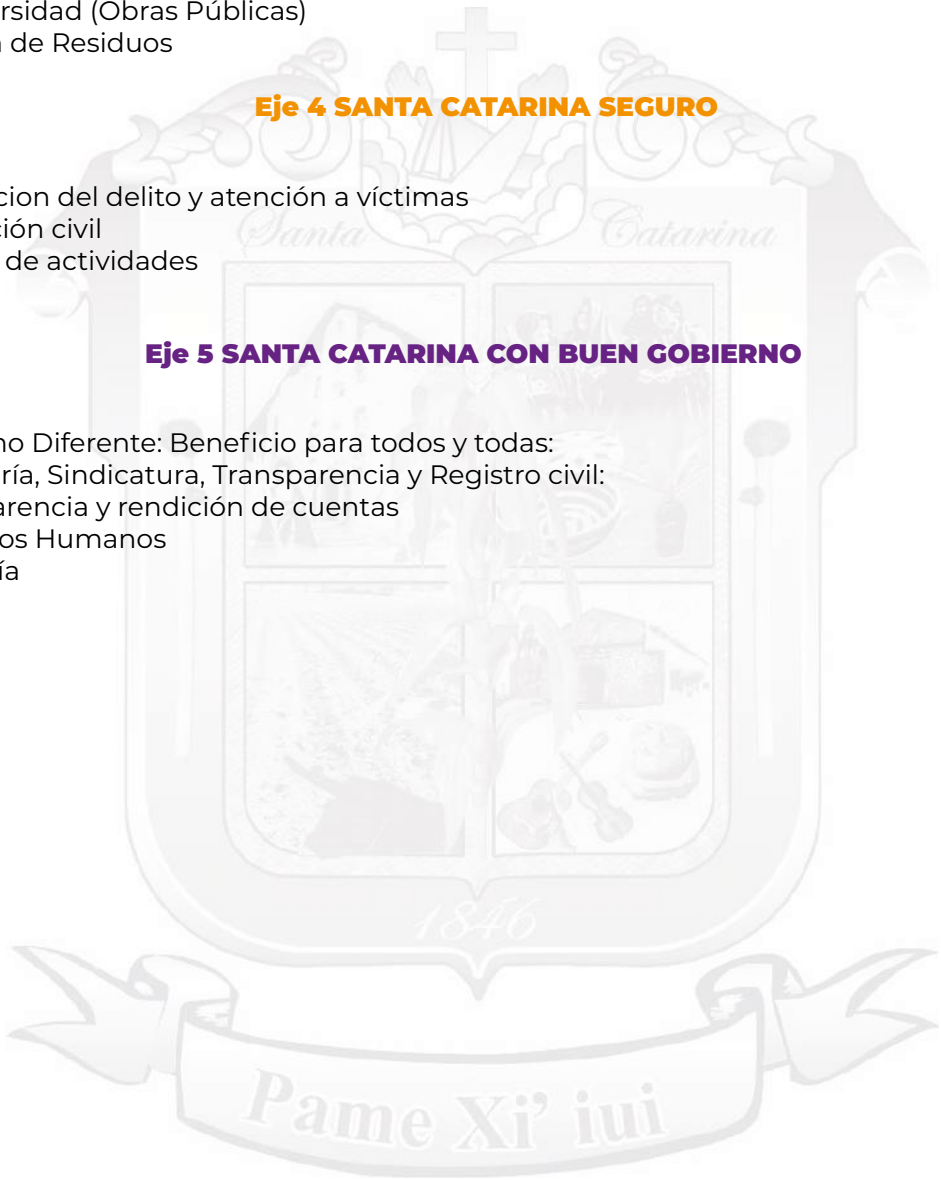 rsidad (Obras Públicas)
de Residuos
Eje 4 SANTA CATARINA SEGURO
cion del delito y atención a víctimas
ción civil
de actividades
Santa Catarina
Eje 5 SANTA CATARINA CON BUEN GOBIERNO
no Diferente: Beneficio para todos y todas:
ría, Sindicatura, Transparencia y Registro civil:
arencia y rendición de cuentas
os Humanos
ía
1846
Pame Xi' iui